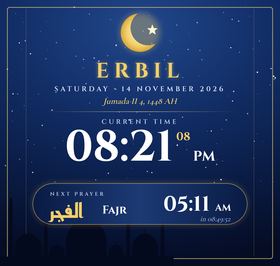 ERBIL
SATURDAY - 14 NOVEMBER 2026
Jumada II 4, 1448 AH
CURRENT TIME
08:21 08 PM
NEXT PRAYER
الفجر Fajr 05:11 AM
in 08:49:52